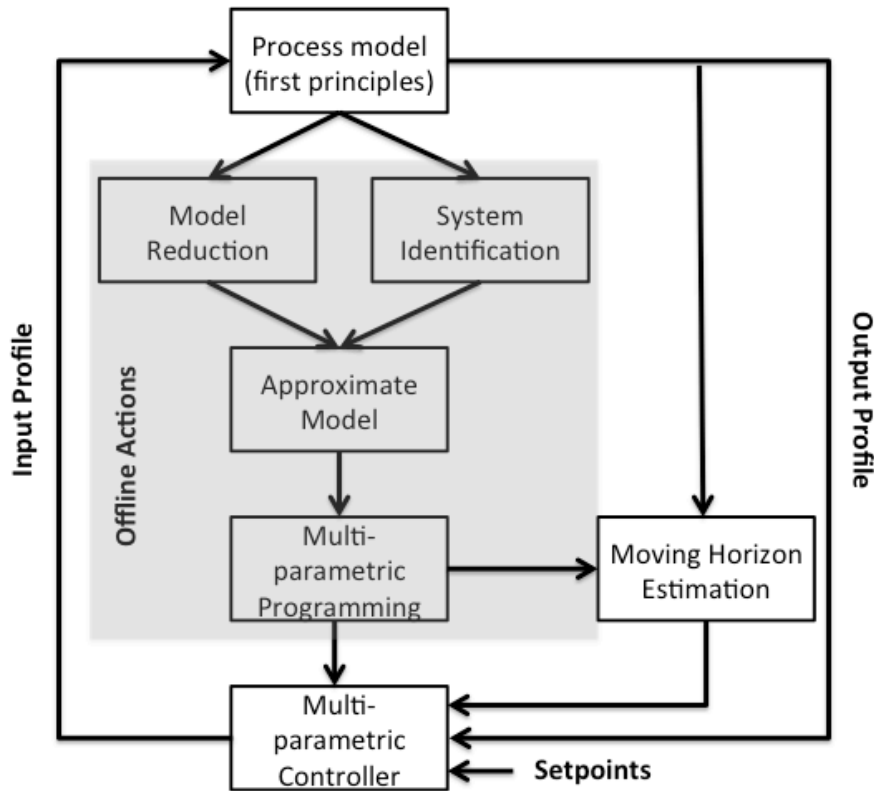 Process model
(first principles)
Model
Reduction
System
Identification
Approximate
Model
Input Profile
Offline Actions
Output Profile
Multi-
parametric
Programming
Moving Horizon
Estimation
Multi-
parametric
Controller
Setpoints